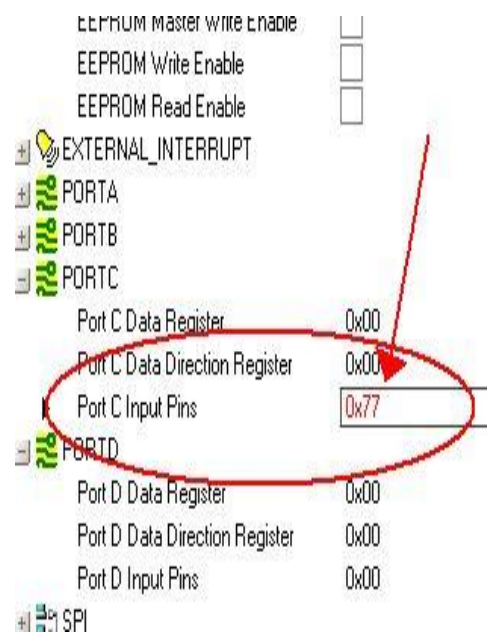 EEPROM Master Write Enable
EEPROM Write Enable
EEPROM Read Enable
EXTERNAL_INTERRUPT
PORTA
PORTB
PORTC
Port C Data Register 0x00
Port C Data Direction Register 0x00
Port C Input Pins 0x77
PORTD
Port D Data Register 0x00
Port D Data Direction Register 0x00
Port D Input Pins 0x00
SPI